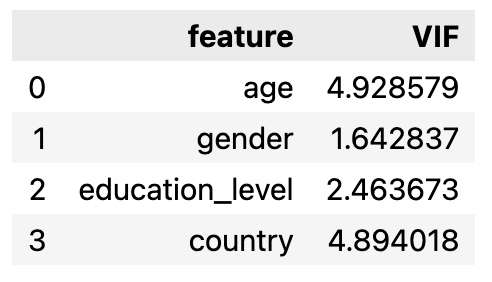 feature VIF
0 age 4.928579
1 gender 1.642837
2 education_level 2.463673
3 country 4.894018